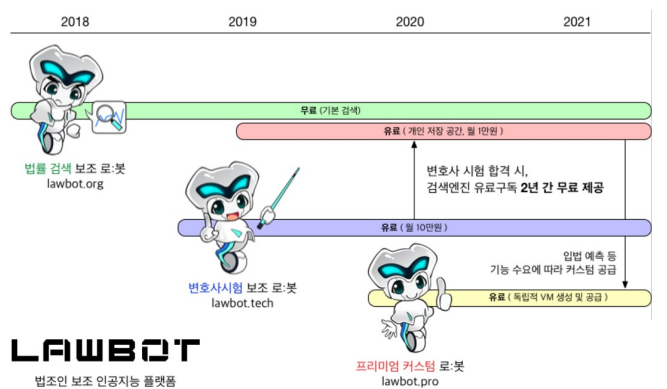 2018 2019 2020 2021
무료 (기본 검색)
유료 ( 개인 저장 공간, 월 1만원 )
법률 검색 보조 로:봇
lawbot.org
변호사 시험 합격 시,
검색엔진 유료구독 2년 간 무료 제공
유료 ( 월 10만원 )
입법 예측 등
기능 수요에 따라 커스텀 공급
변호사시험 보조 로:봇
lawbot.tech
유료 ( 독립적 VM 생성 및 공급 )
LAWBOT
법조인 보조 인공지능 플랫폼
프리미엄 커스텀 로:봇
lawbot.pro